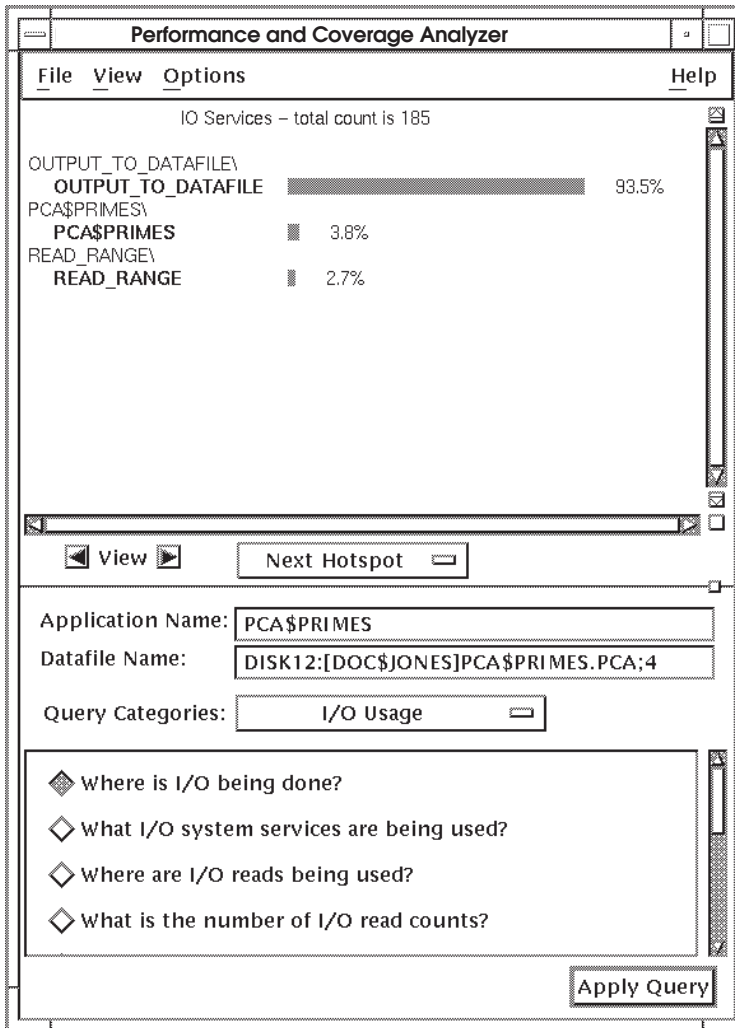 Performance and Coverage Analyzer
File View Options Help
IO Services – total count is 185
OUTPUT_TO_DATAFILE\
OUTPUT_TO_DATAFILE 93.5%
PCA$PRIMES\
PCA$PRIMES 3.8%
READ_RANGE\
READ_RANGE 2.7%
View Next Hotspot
Application Name: PCA$PRIMES
Datafile Name: DISK12:[DOC$JONES]PCA$PRIMES.PCA;4
Query Categories: I/O Usage
Where is I/O being done?
What I/O system services are being used?
Where are I/O reads being used?
What is the number of I/O read counts?
Apply Query